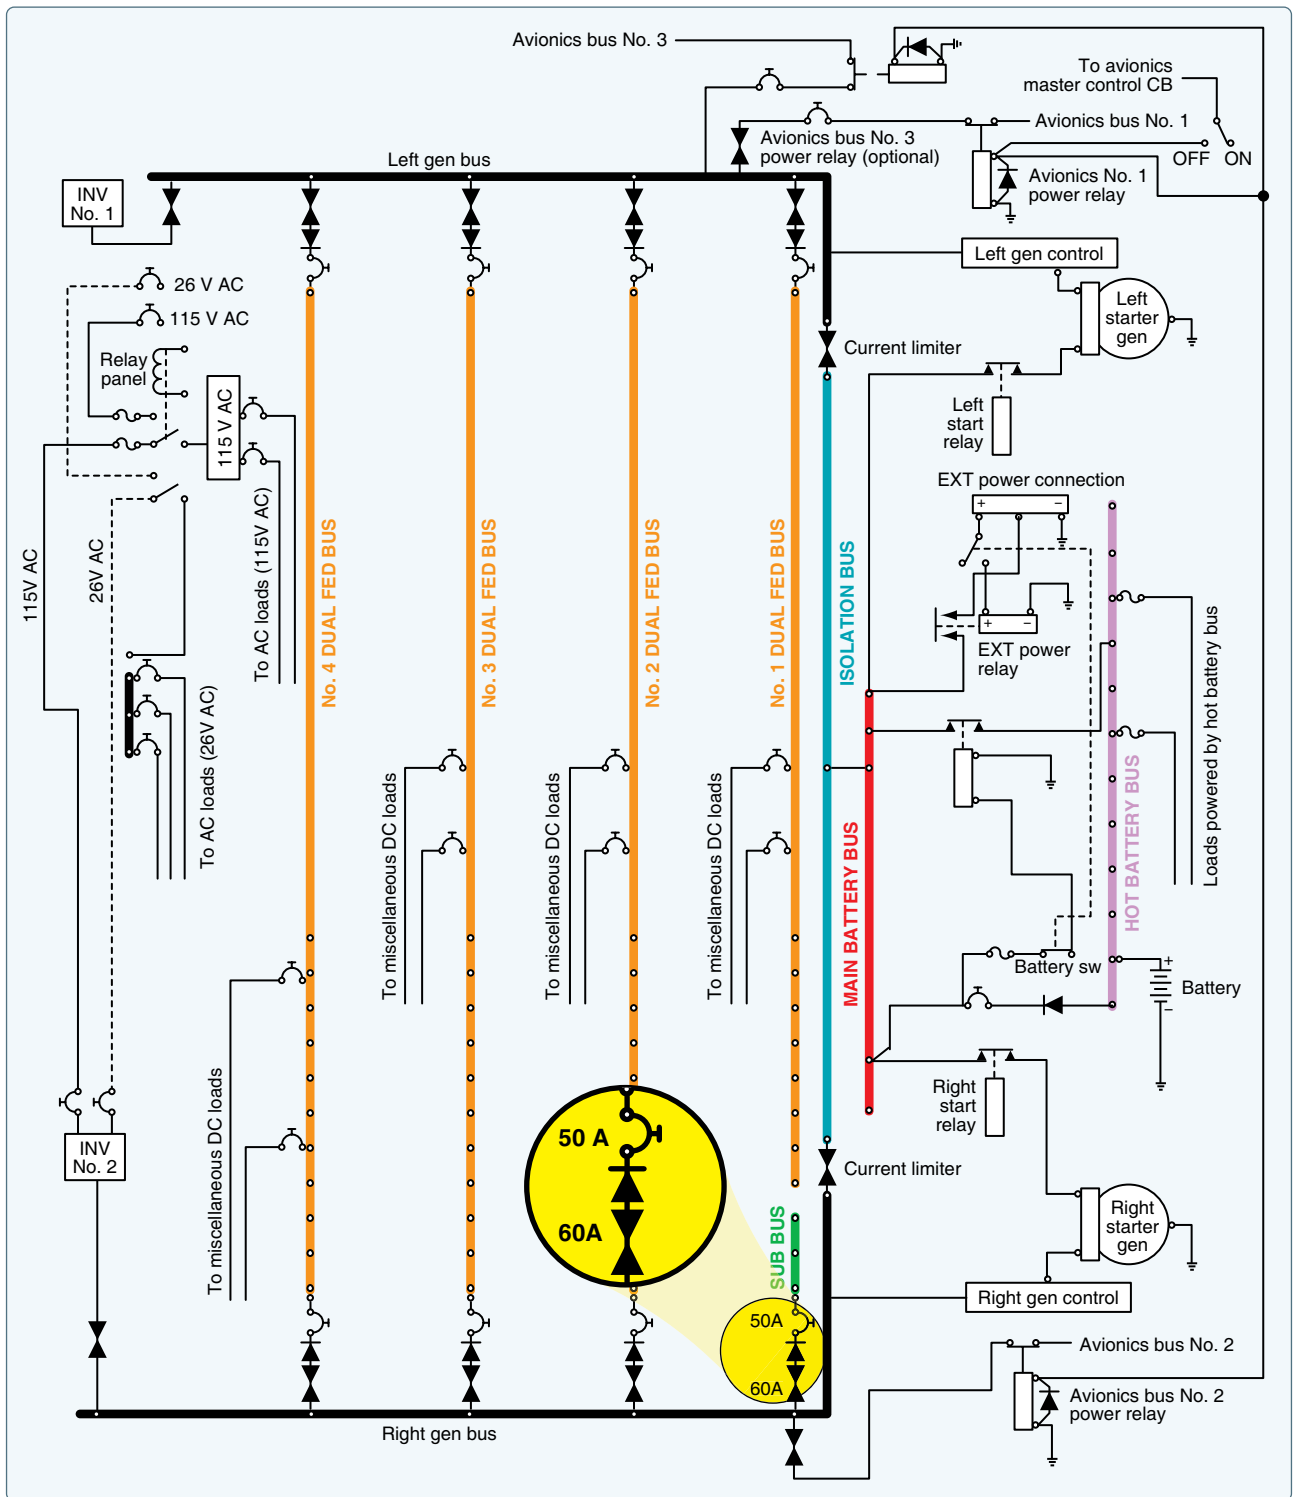 Avionics bus No. 3
To avionics
master control CB
Avionics bus No. 3
power relay (optional)
Avionics bus No. 1
OFF
ON
Left gen bus
Avionics No. 1
power relay
INV
No. 1
Left gen control
26 V AC
115 V AC
Left
starter
gen
Relay
panel
Current limiter
115 V AC
Left
start
relay
EXT power connection
+
−
115V AC
26V AC
To AC loads (115V AC)
No. 4 DUAL FED BUS
No. 3 DUAL FED BUS
No. 2 DUAL FED BUS
No. 1 DUAL FED BUS
ISOLATION BUS
+
−
EXT power
relay
To AC loads (26V AC)
To miscellaneous DC loads
To miscellaneous DC loads
To miscellaneous DC loads
MAIN BATTERY BUS
HOT BATTERY BUS
Loads powered by hot battery bus
Battery sw
+
−
Battery
To miscellaneous DC loads
Right
start
relay
INV
No. 2
50 A
60A
Current limiter
SUB BUS
Right
starter
gen
Right gen control
50A
60A
Avionics bus No. 2
Right gen bus
Avionics bus No. 2
power relay